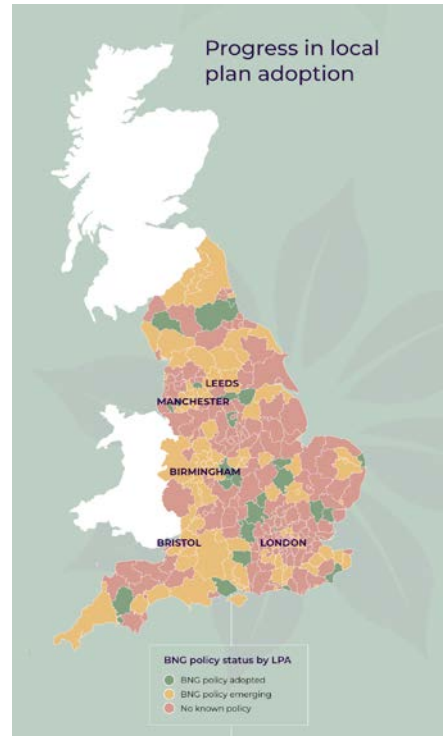 Progress in local
plan adoption
LEEDS
MANCHESTER
BIRMINGHAM
BRISTOL
LONDON
BNG policy status by LPA
BNG policy adopted
BNG policy emerging
No known policy